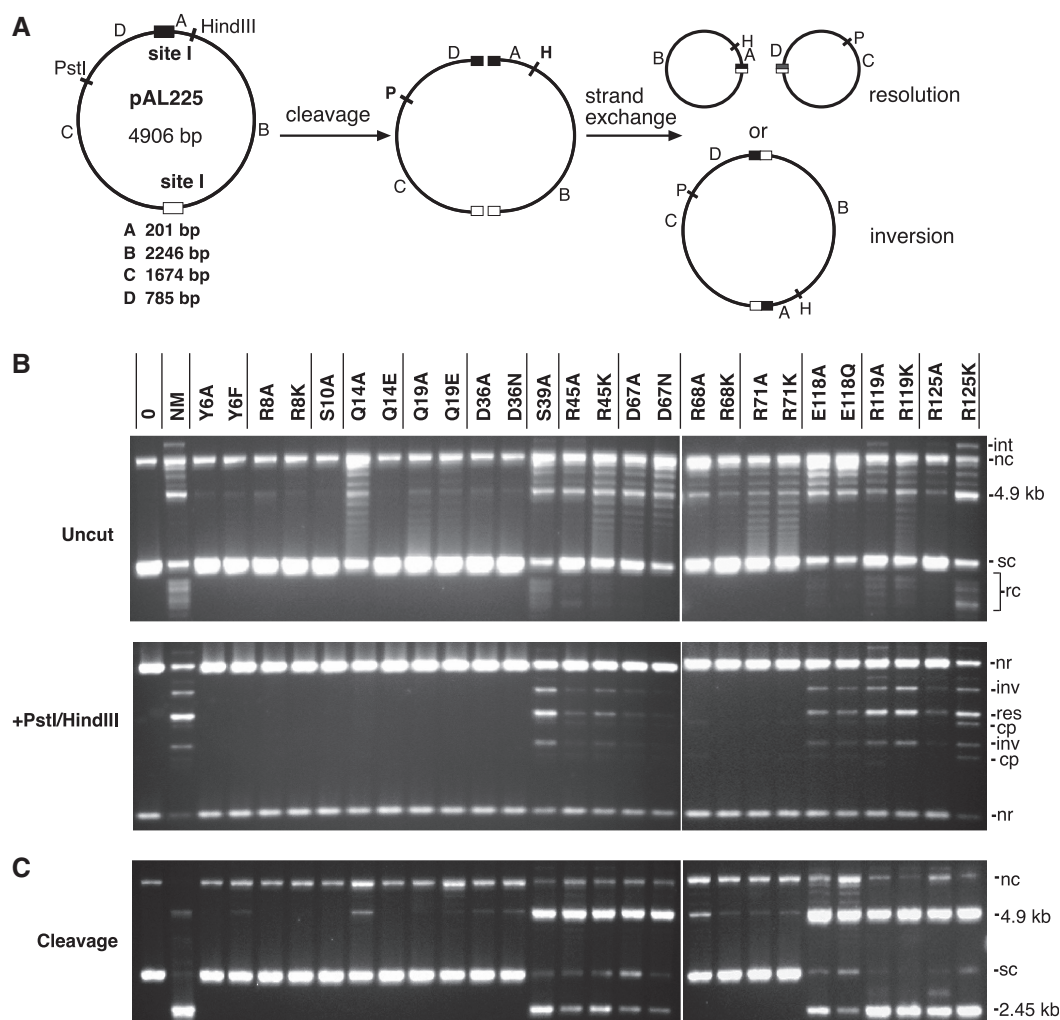 A
D
A
HindIII
site I
PstI
pAL225
4906 bp
C
B
site I
A 201 bp
B 2246 bp
C 1674 bp
D 785 bp
cleavage
D
A
H
P
C
B
strand
exchange
B
H
A
D
P
C
resolution
or
D
P
C
B
A
H
inversion
B
0
NM
Y6A
Y6F
R8A
R8K
S10A
Q14A
Q14E
Q19A
Q19E
D36A
D36N
S39A
R45A
R45K
D67A
D67N
R68A
R68K
R71A
R71K
E118A
E118Q
R119A
R119K
R125A
R125K
Uncut
-int
-nc
-4.9 kb
-sc
-rc
+PstI/HindIII
-nr
-inv
-res
-cp
-inv
-cp
-nr
C
Cleavage
-nc
-4.9 kb
-sc
-2.45 kb